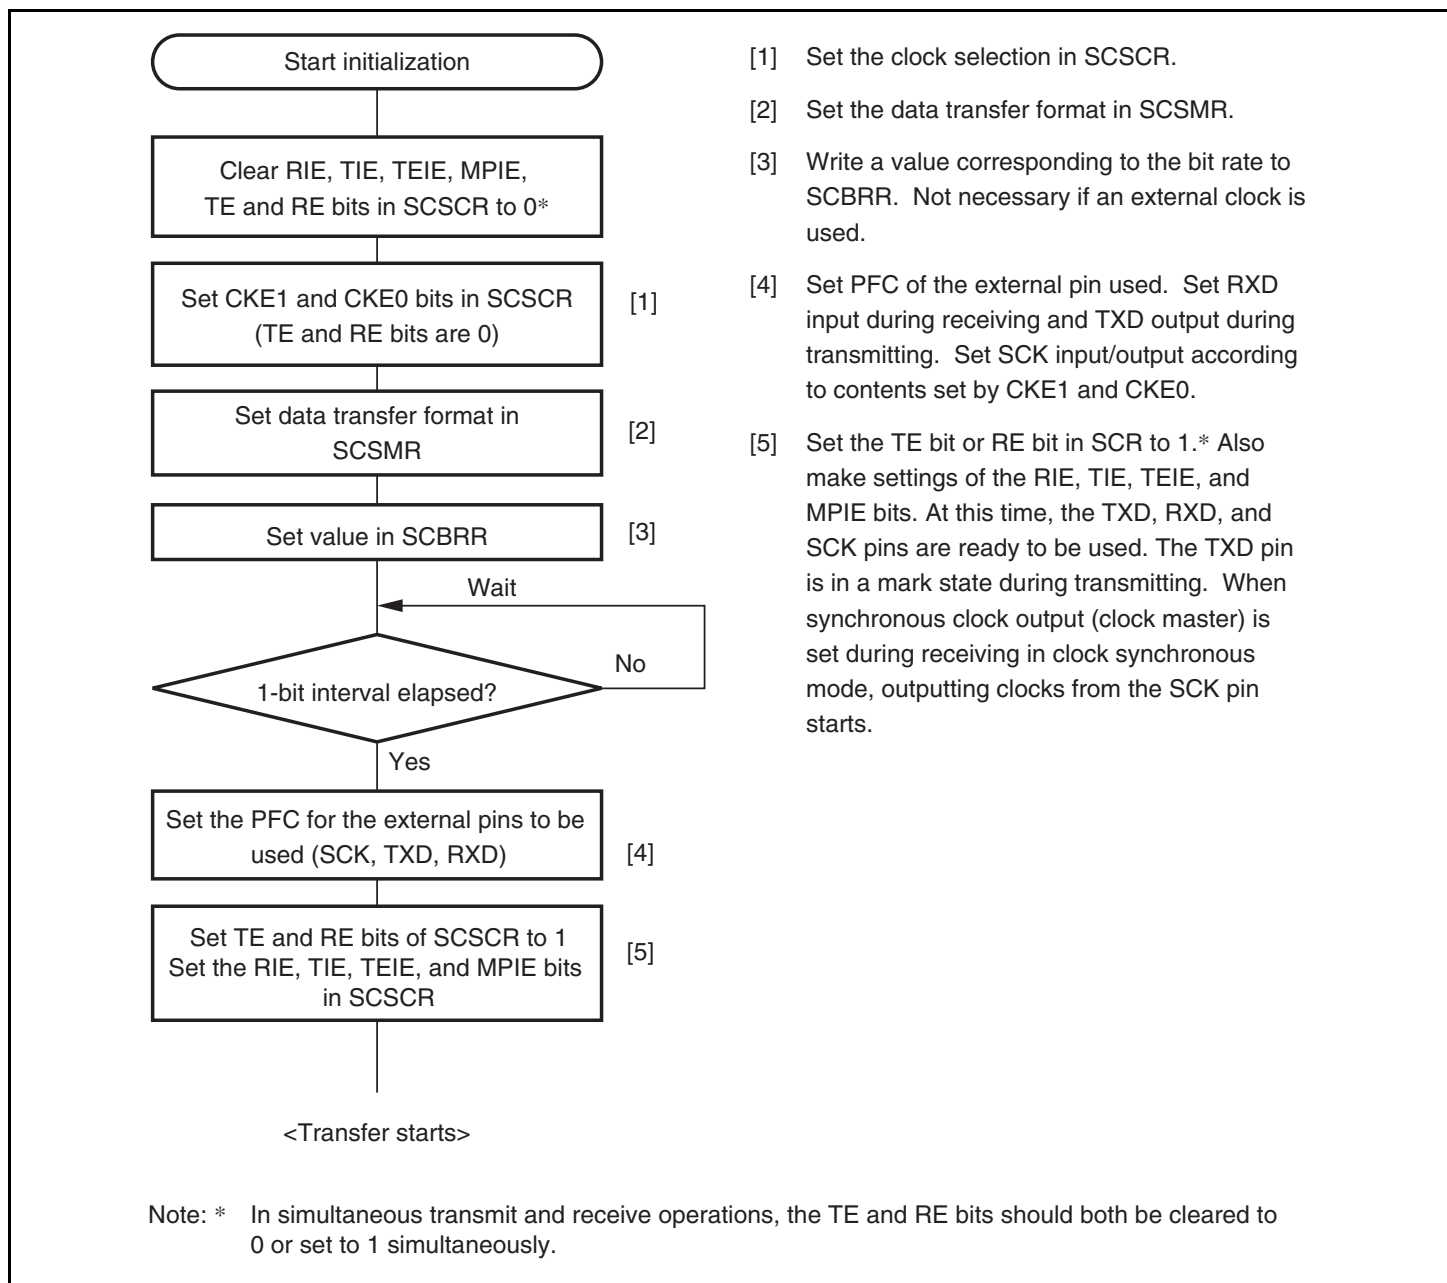 Start initialization
Clear RIE, TIE, TEIE, MPIE,
TE and RE bits in SCSCR to 0*
Set CKE1 and CKE0 bits in SCSCR
(TE and RE bits are 0)
[1]
Set data transfer format in
SCSMR
[2]
Set value in SCBRR
[3]
Wait
1-bit interval elapsed?
No
Yes
Set the PFC for the external pins to be
used (SCK, TXD, RXD)
[4]
Set TE and RE bits of SCSCR to 1
Set the RIE, TIE, TEIE, and MPIE bits
in SCSCR
[5]
<Transfer starts>
[1] Set the clock selection in SCSCR.
[2] Set the data transfer format in SCSMR.
[3] Write a value corresponding to the bit rate to
SCBRR. Not necessary if an external clock is
used.
[4] Set PFC of the external pin used. Set RXD
input during receiving and TXD output during
transmitting. Set SCK input/output according
to contents set by CKE1 and CKE0.
[5] Set the TE bit or RE bit in SCR to 1.* Also
make settings of the RIE, TIE, TEIE, and
MPIE bits. At this time, the TXD, RXD, and
SCK pins are ready to be used. The TXD pin
is in a mark state during transmitting. When
synchronous clock output (clock master) is
set during receiving in clock synchronous
mode, outputting clocks from the SCK pin
starts.
Note: * In simultaneous transmit and receive operations, the TE and RE bits should both be cleared to
0 or set to 1 simultaneously.